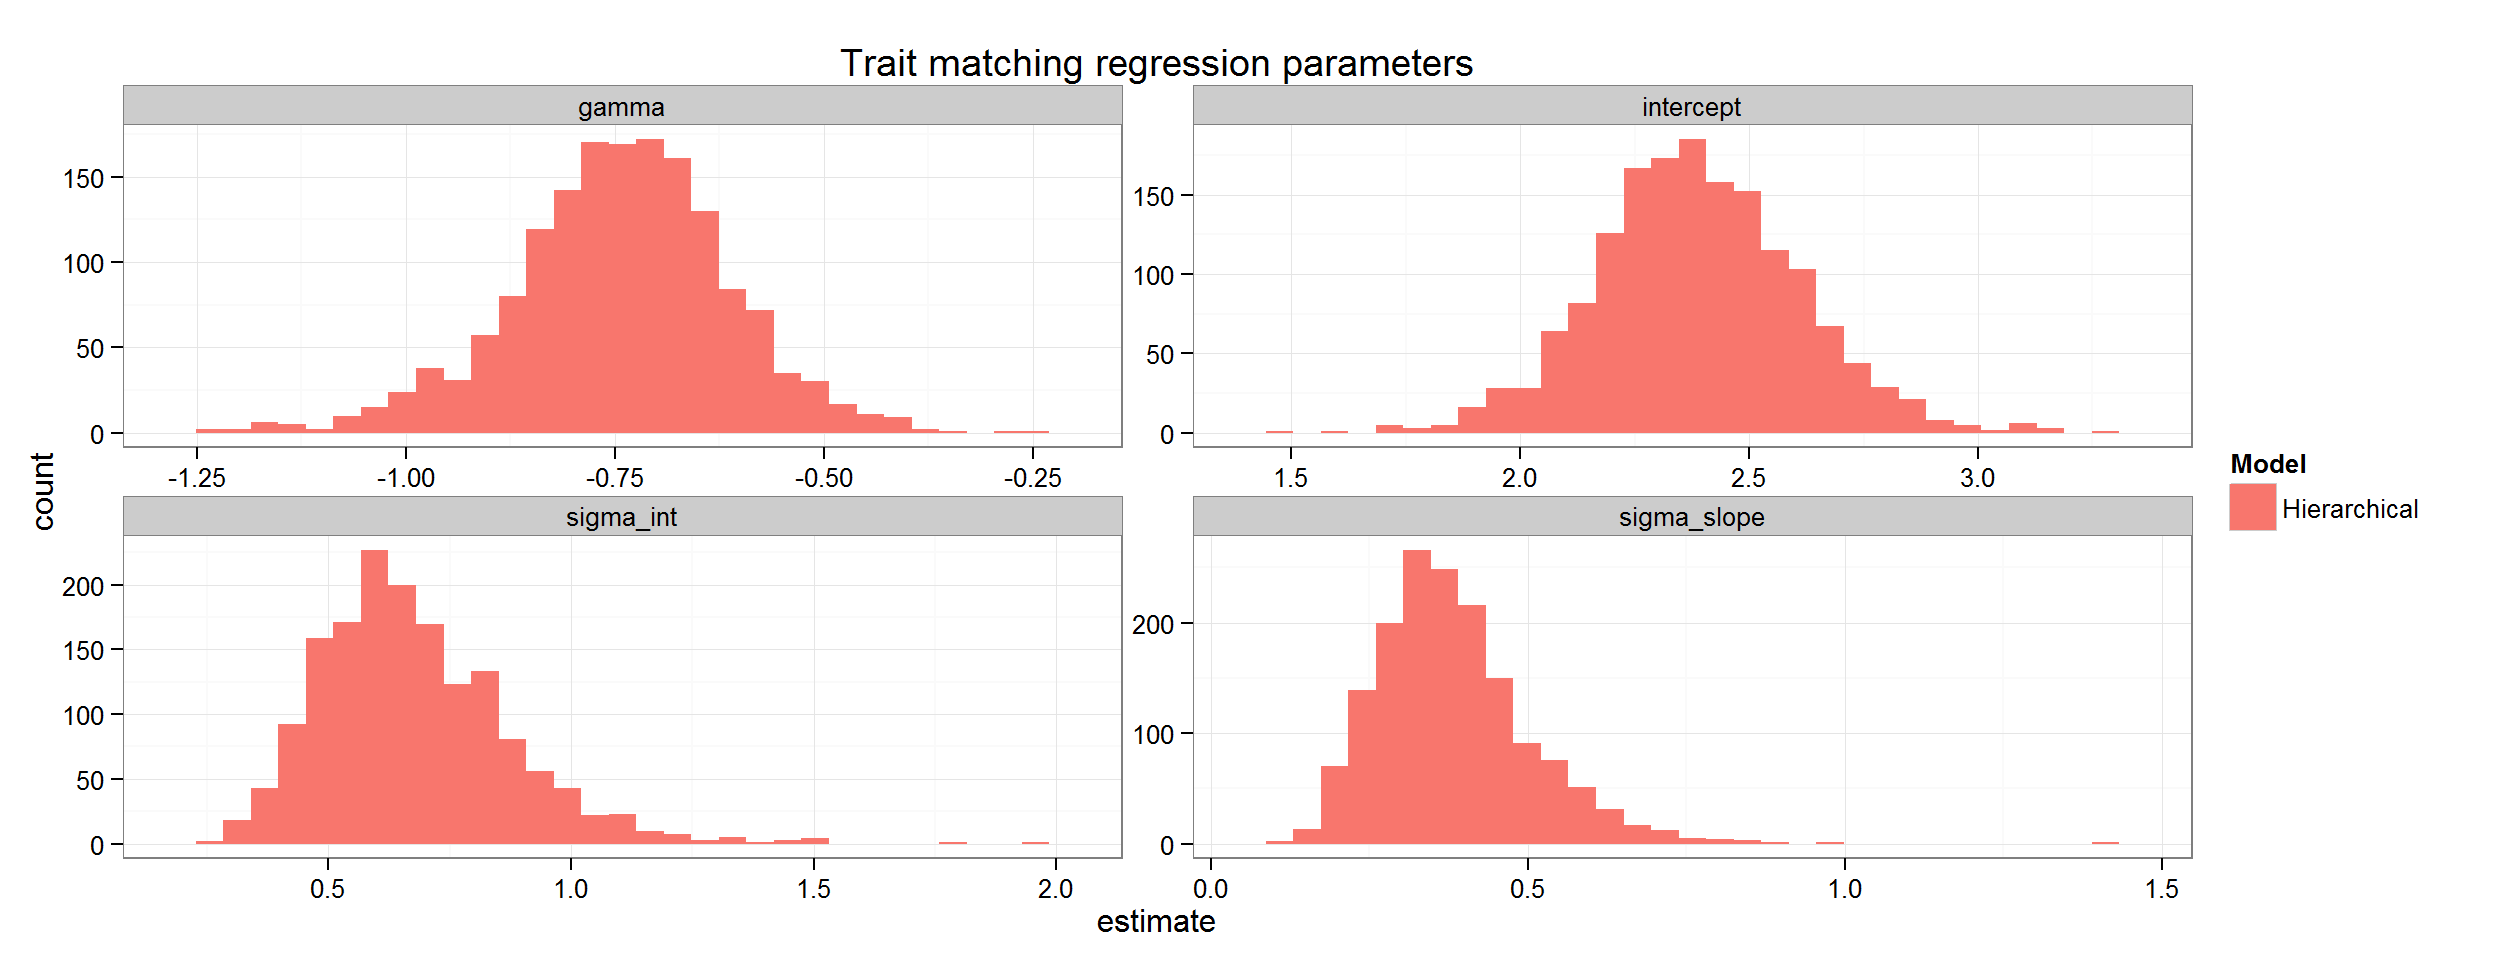 Trait matching regression parameters
gamma
intercept
150
100
50
0
150
100
50
0
-1.25 -1.00 -0.75 -0.50 -0.25
1.5 2.0 2.5 3.0
count
sigma_int
sigma_slope
200
150
100
50
0
200
100
0
0.5 1.0 1.5 2.0
0.0 0.5 1.0 1.5
estimate
Model
Hierarchical